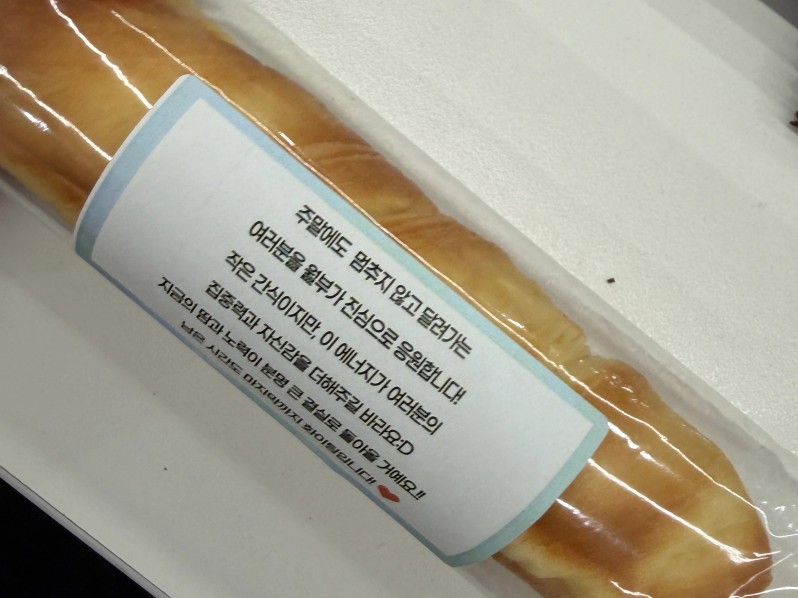 주말에도 멈추지 않고 달려가는
여러분을 월부가 진심으로 응원합니다!
작은 간식이지만, 이 에너지가 여러분의
집중력과 자신감을 더해주길 바라요:D
지금의 땀과 노력이 분명 큰 결실로 돌아올 거예요.!!
남은 시간도 마지막까지 화이팅입니다! ❤